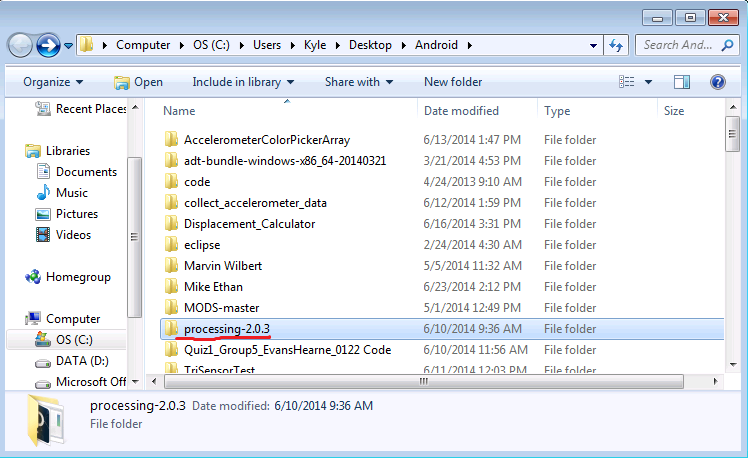 Computer ▸ OS (C:) ▸ Users ▸ Kyle ▸ Desktop ▸ Android ▸
Search And...
Organize Open Include in library Share with New folder
Name Date modified Type Size
Recent Places
Libraries
Documents
Music
Pictures
Videos
Homegroup
Computer
OS (C:)
DATA (D:)
Microsoft Off
AccelerometerColorPickerArray 6/13/2014 1:47 PM File folder
adt-bundle-windows-x86_64-20140321 3/21/2014 4:53 PM File folder
code 4/24/2013 9:10 AM File folder
collect_accelerometer_data 6/12/2014 1:59 PM File folder
Displacement_Calculator 6/16/2014 3:31 PM File folder
eclipse 2/24/2014 4:30 AM File folder
Marvin Wilbert 5/5/2014 11:32 AM File folder
Mike Ethan 6/23/2014 2:12 PM File folder
MODS-master 5/1/2014 12:49 PM File folder
processing-2.0.3 6/10/2014 9:36 AM File folder
Quiz1_Group5_EvansHearne_0122 Code 6/10/2014 11:56 AM File folder
TriSensorTest 6/11/2014 12:03 PM File folder
processing-2.0.3 Date modified: 6/10/2014 9:36 AM
File folder